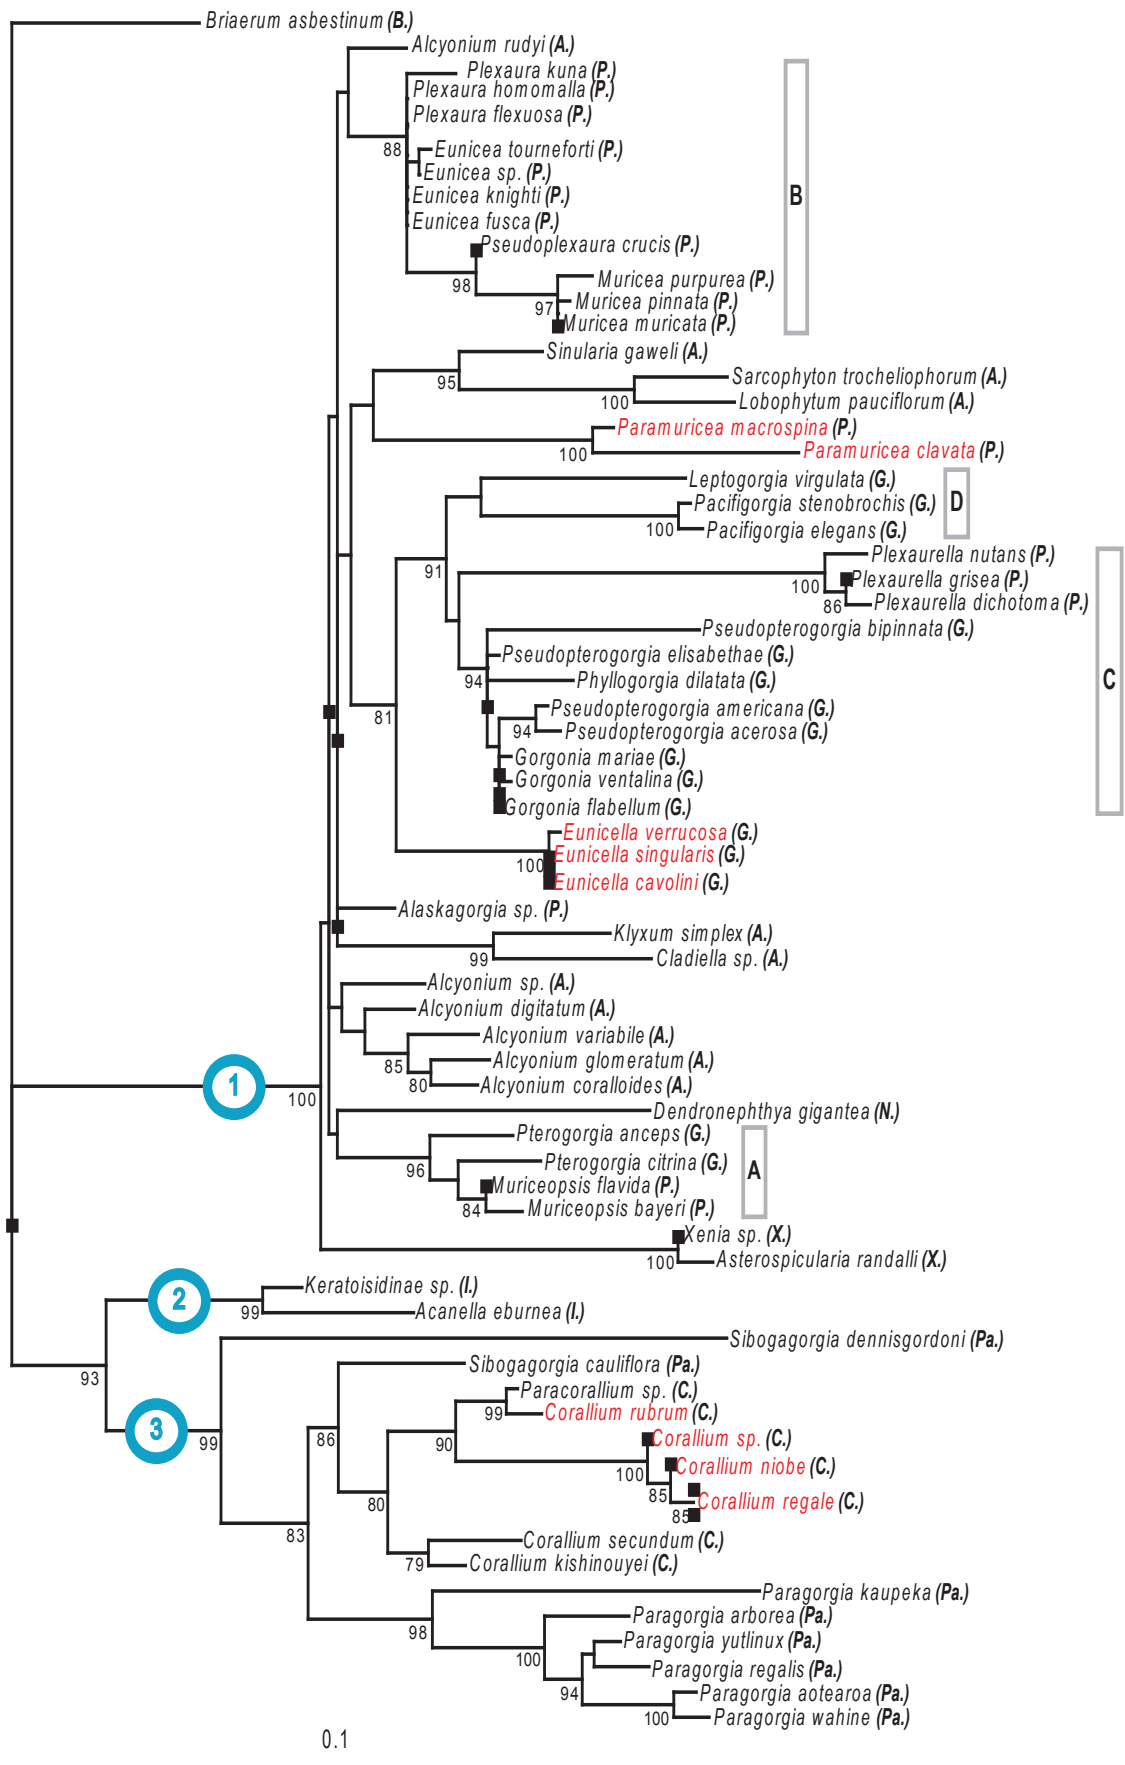 Briaerum asbestinum (B.)
Alcyonium rudyi (A.)
Plexaura kuna (P.)
Plexaura homomalla (P.)
Plexaura flexuosa (P.)
88
Eunicea tourneforti (P.)
Eunicea sp. (P.)
Eunicea knighti (P.)
B
Eunicea fusca (P.)
Pseudoplexaura crucis (P.)
98
Muricea purpurea (P.)
Muricea pinnata (P.)
97
Muricea muricata (P.)
Sinularia gaweli (A.)
95
Sarcophyton trocheliophorum (A.)
100
Lobophytum pauciflorum (A.)
Paramuricea macrospina (P.)
100
Paramuricea clavata (P.)
Leptogorgia virgulata (G.)
Pacifigorgia stenobrochis (G.)
D
100
Pacifigorgia elegans (G.)
Plexaurella nutans (P.)
91
100
Plexaurella grisea (P.)
86
Plexaurella dichotoma (P.)
Pseudopterogorgia bipinnata (G.)
Pseudopterogorgia elisabethae (G.)
94
Phyllogorgia dilatata (G.)
C
81
Pseudopterogorgia americana (G.)
94
Pseudopterogorgia acerosa (G.)
Gorgonia mariae (G.)
Gorgonia ventalina (G.)
Gorgonia flabellum (G.)
Eunicella verrucosa (G.)
100
Eunicella singularis (G.)
Eunicella cavolini (G.)
Alaskagorgia sp. (P.)
Klyxum simplex (A.)
99
Cladiella sp. (A.)
Alcyonium sp. (A.)
Alcyonium digitatum (A.)
Alcyonium variabile (A.)
85
Alcyonium glomeratum (A.)
80
Alcyonium coralloides (A.)
1
100
Dendronephthya gigantea (N.)
Pterogorgia anceps (G.)
96
Pterogorgia citrina (G.)
A
Muriceopsis flavida (P.)
84
Muriceopsis bayeri (P.)
Xenia sp. (X.)
100
Asterospicularia randalli (X.)
Keratoisidinae sp. (I.)
2
99
Acanella eburnea (I.)
Sibogagorgia dennisgordoni (Pa.)
93
Sibogagorgia cauliflora (Pa.)
Paracorallium sp. (C.)
99
Corallium rubrum (C.)
3
99
86
90
Corallium sp. (C.)
100
Corallium niobe (C.)
85
80
Corallium regale (C.)
85
83
Corallium secundum (C.)
79
Corallium kishinouyei (C.)
Paragorgia kaupeka (Pa.)
98
Paragorgia arborea (Pa.)
100
Paragorgia yutlinux (Pa.)
Paragorgia regalis (Pa.)
94
Paragorgia aotearoa (Pa.)
100
Paragorgia wahine (Pa.)
0.1